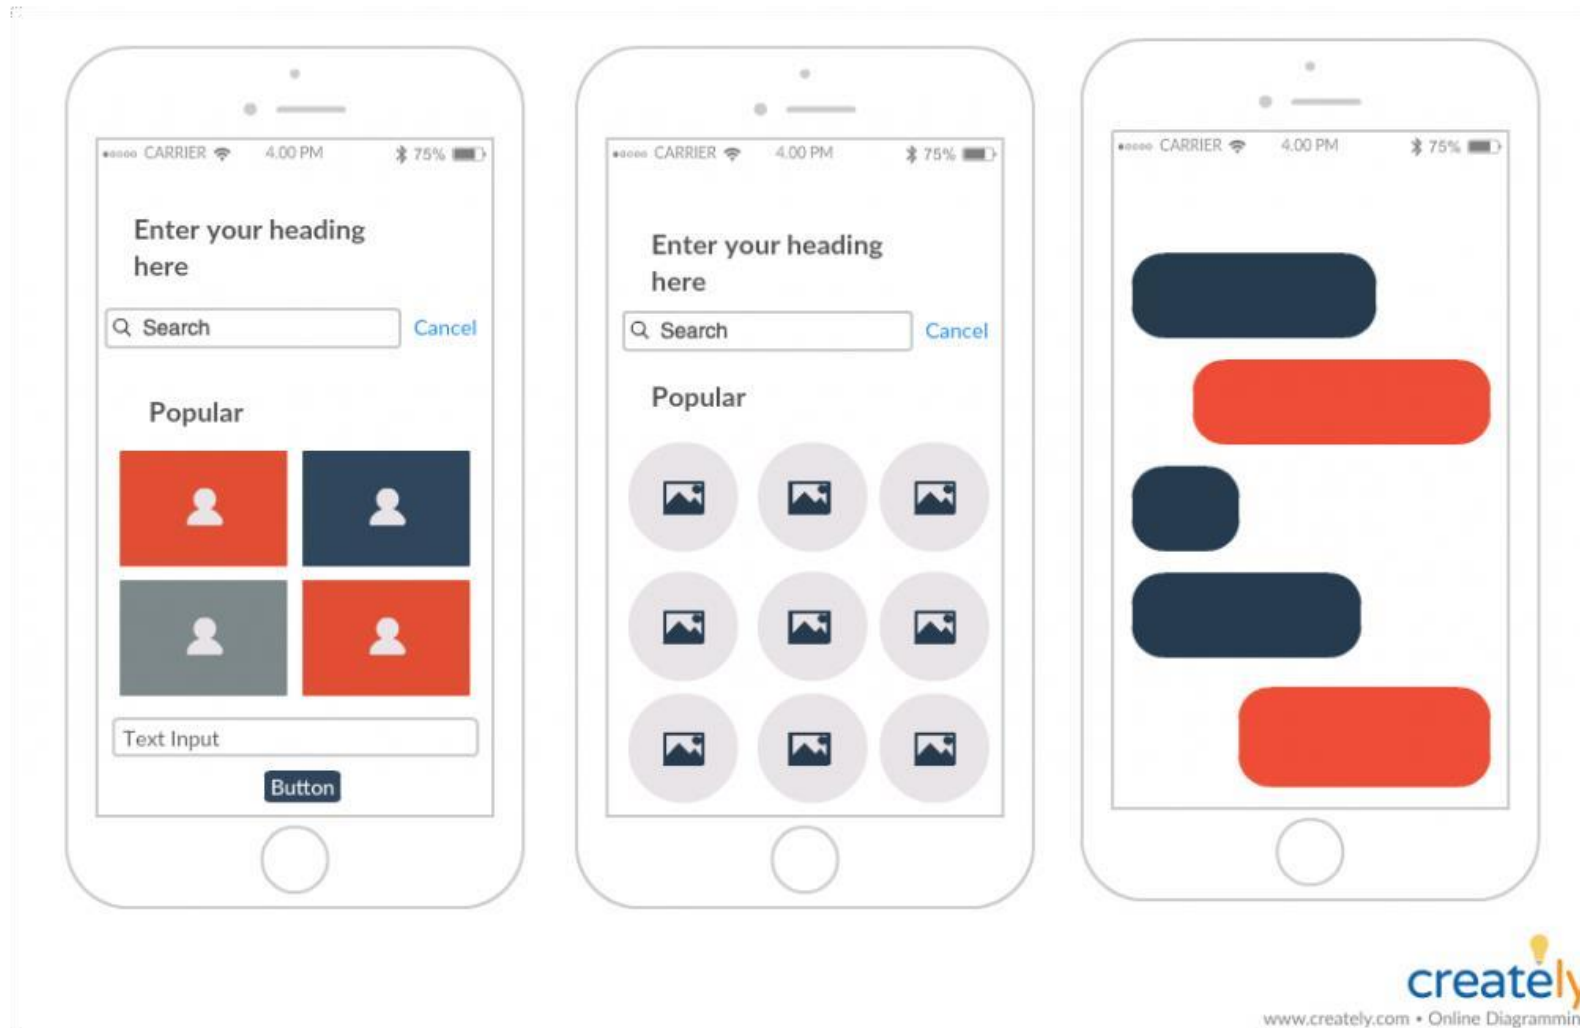 CARRIER 4.00 PM 75%
Enter your heading
here
Search Cancel
Popular
Text Input
Button
CARRIER 4.00 PM 75%
Enter your heading
here
Search Cancel
Popular
CARRIER 4.00 PM 75%
creately
www.creately.com • Online Diagrammin